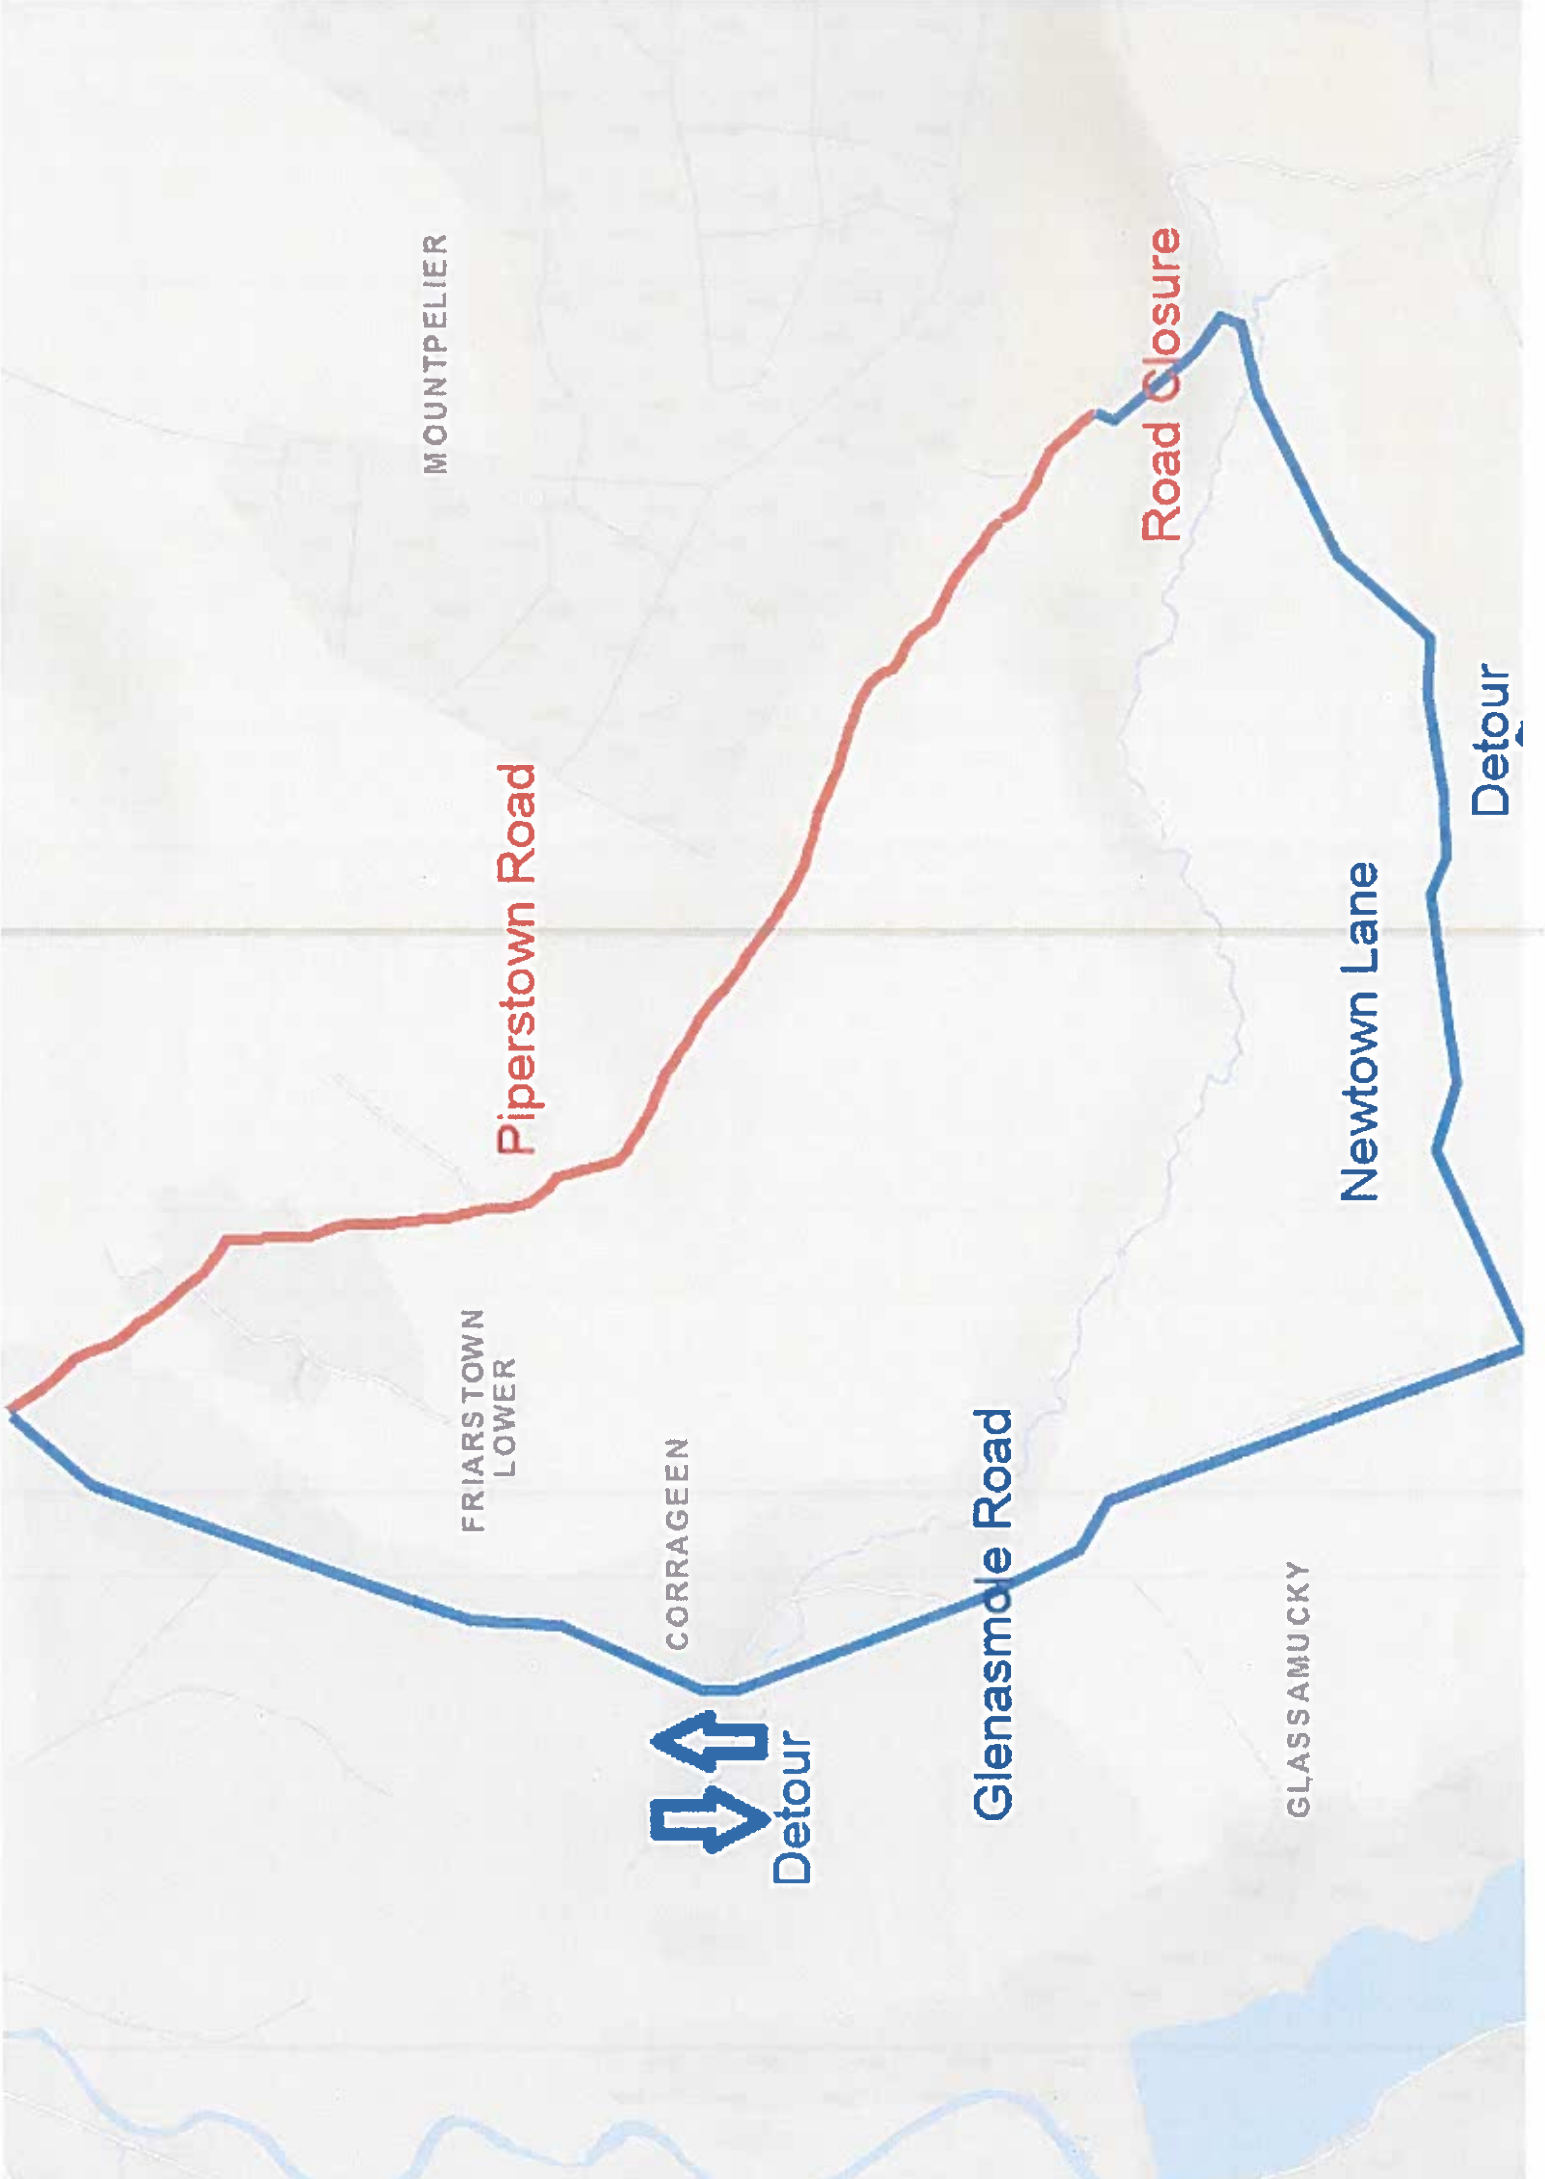 MOUNTPELIER
FRIARSTOWN
LOWER
Piperstown Road
CORRAGEEN
Detour
Glenasmole Road
Road Closure
GLASSAMUCKY
Newtown Lane
Detour